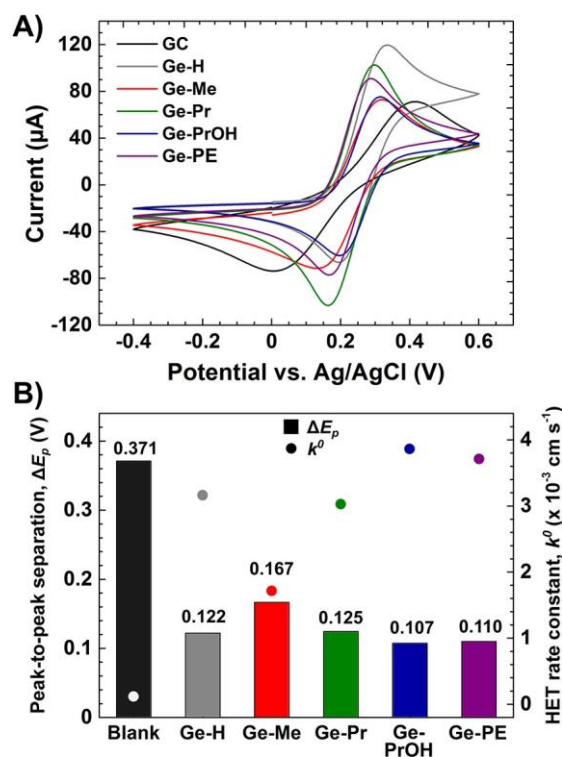 A)
120
80
40
0
-40
-80
-120
Current (µA)
GC
Ge-H
Ge-Me
Ge-Pr
Ge-PrOH
Ge-PE
-0.4 -0.2 0 0.2 0.4 0.6
Potential vs. Ag/AgCl (V)
B)
Peak-to-peak separation, ΔEp (V)
0.4
0.3
0.2
0.1
0
ΔEp
k0
0.371
0.122
0.167
0.125
0.107
0.110
4
3
2
1
0
HET rate constant, k0 (x 10-3 cm s-1)
Blank Ge-H Ge-Me Ge-Pr Ge- Ge-PE
PrOH